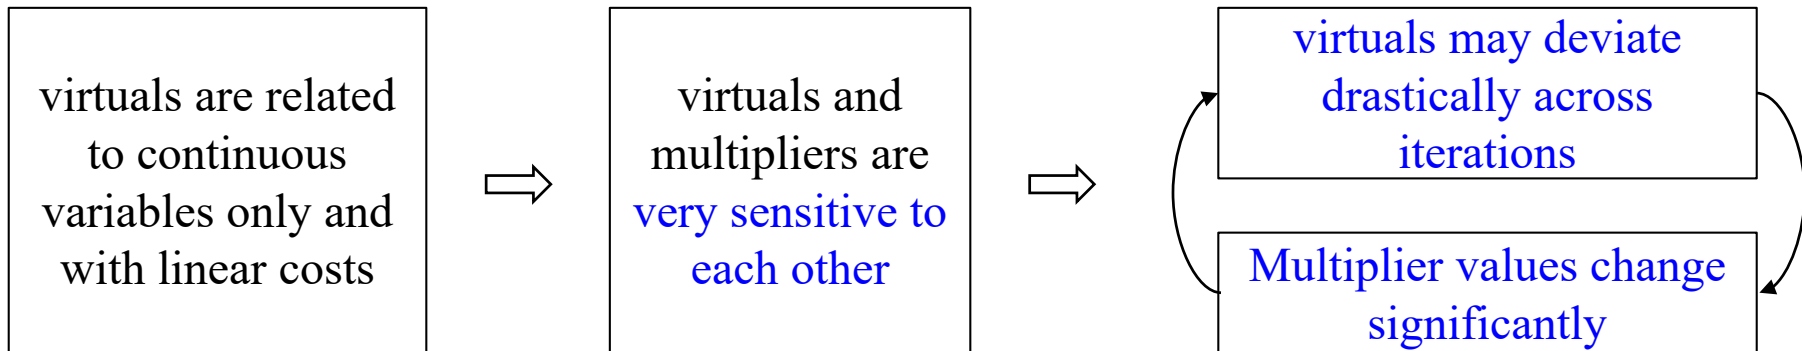 virtuals are related
to continuous
variables only and
with linear costs
virtuals and
multipliers are
very sensitive to
each other
virtuals may deviate
drastically across
iterations
Multiplier values change
significantly